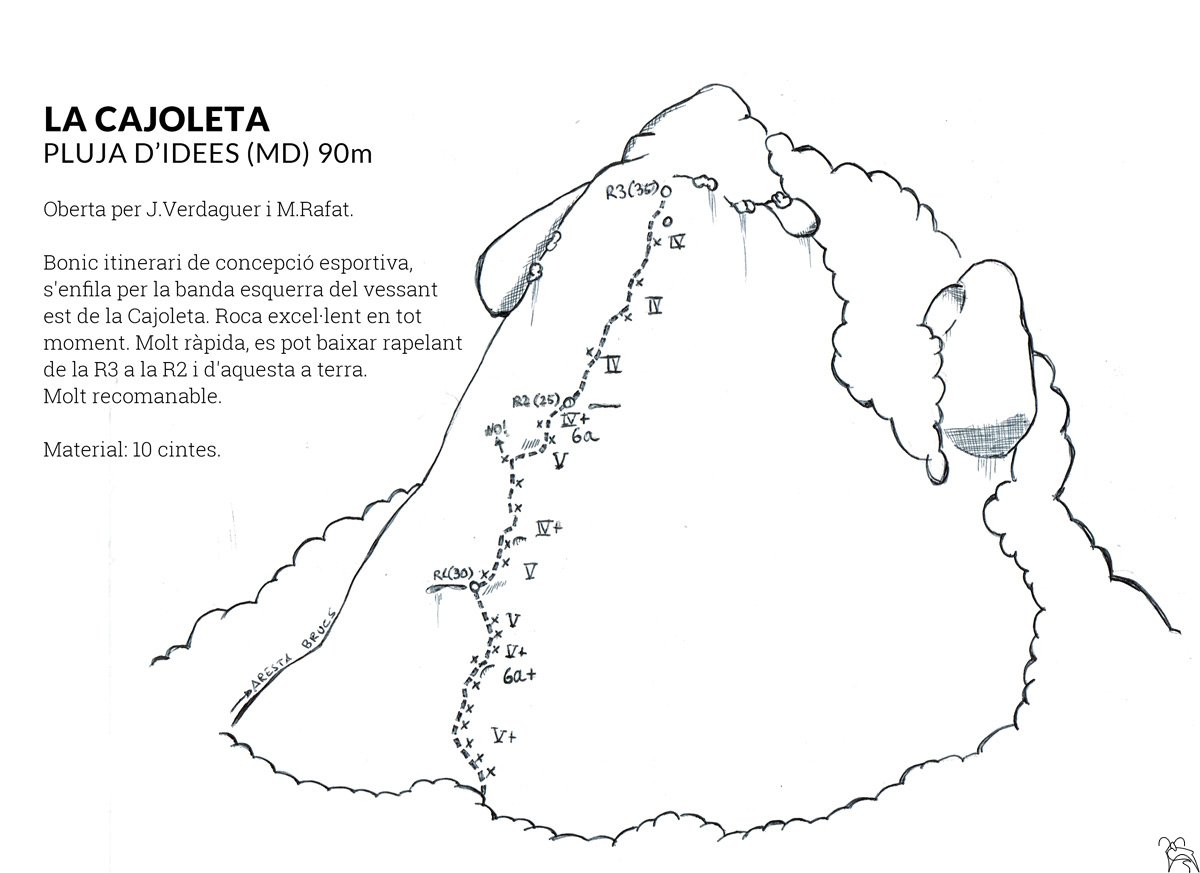 LA CAJOLETA
PLUJA D'IDEES (MD) 90m
Oberta per J.Verdaguer i M.Rafat.
Bonic itinerari de concepció esportiva,
s'enfila per la banda esquerra del vessant
est de la Cajoleta. Roca excel·lent en tot
moment. Molt ràpida, es pot baixar rapelant
de la R3 a la R2 i d'aquesta a terra.
Molt recomanable.
Material: 10 cintes.
R3(35)
IV
IV
IV
R2(25)
IV+
6a
NO!
V
IV+
V
R1(30)
V
V+
6a+
V+
ARESTA BRUCS